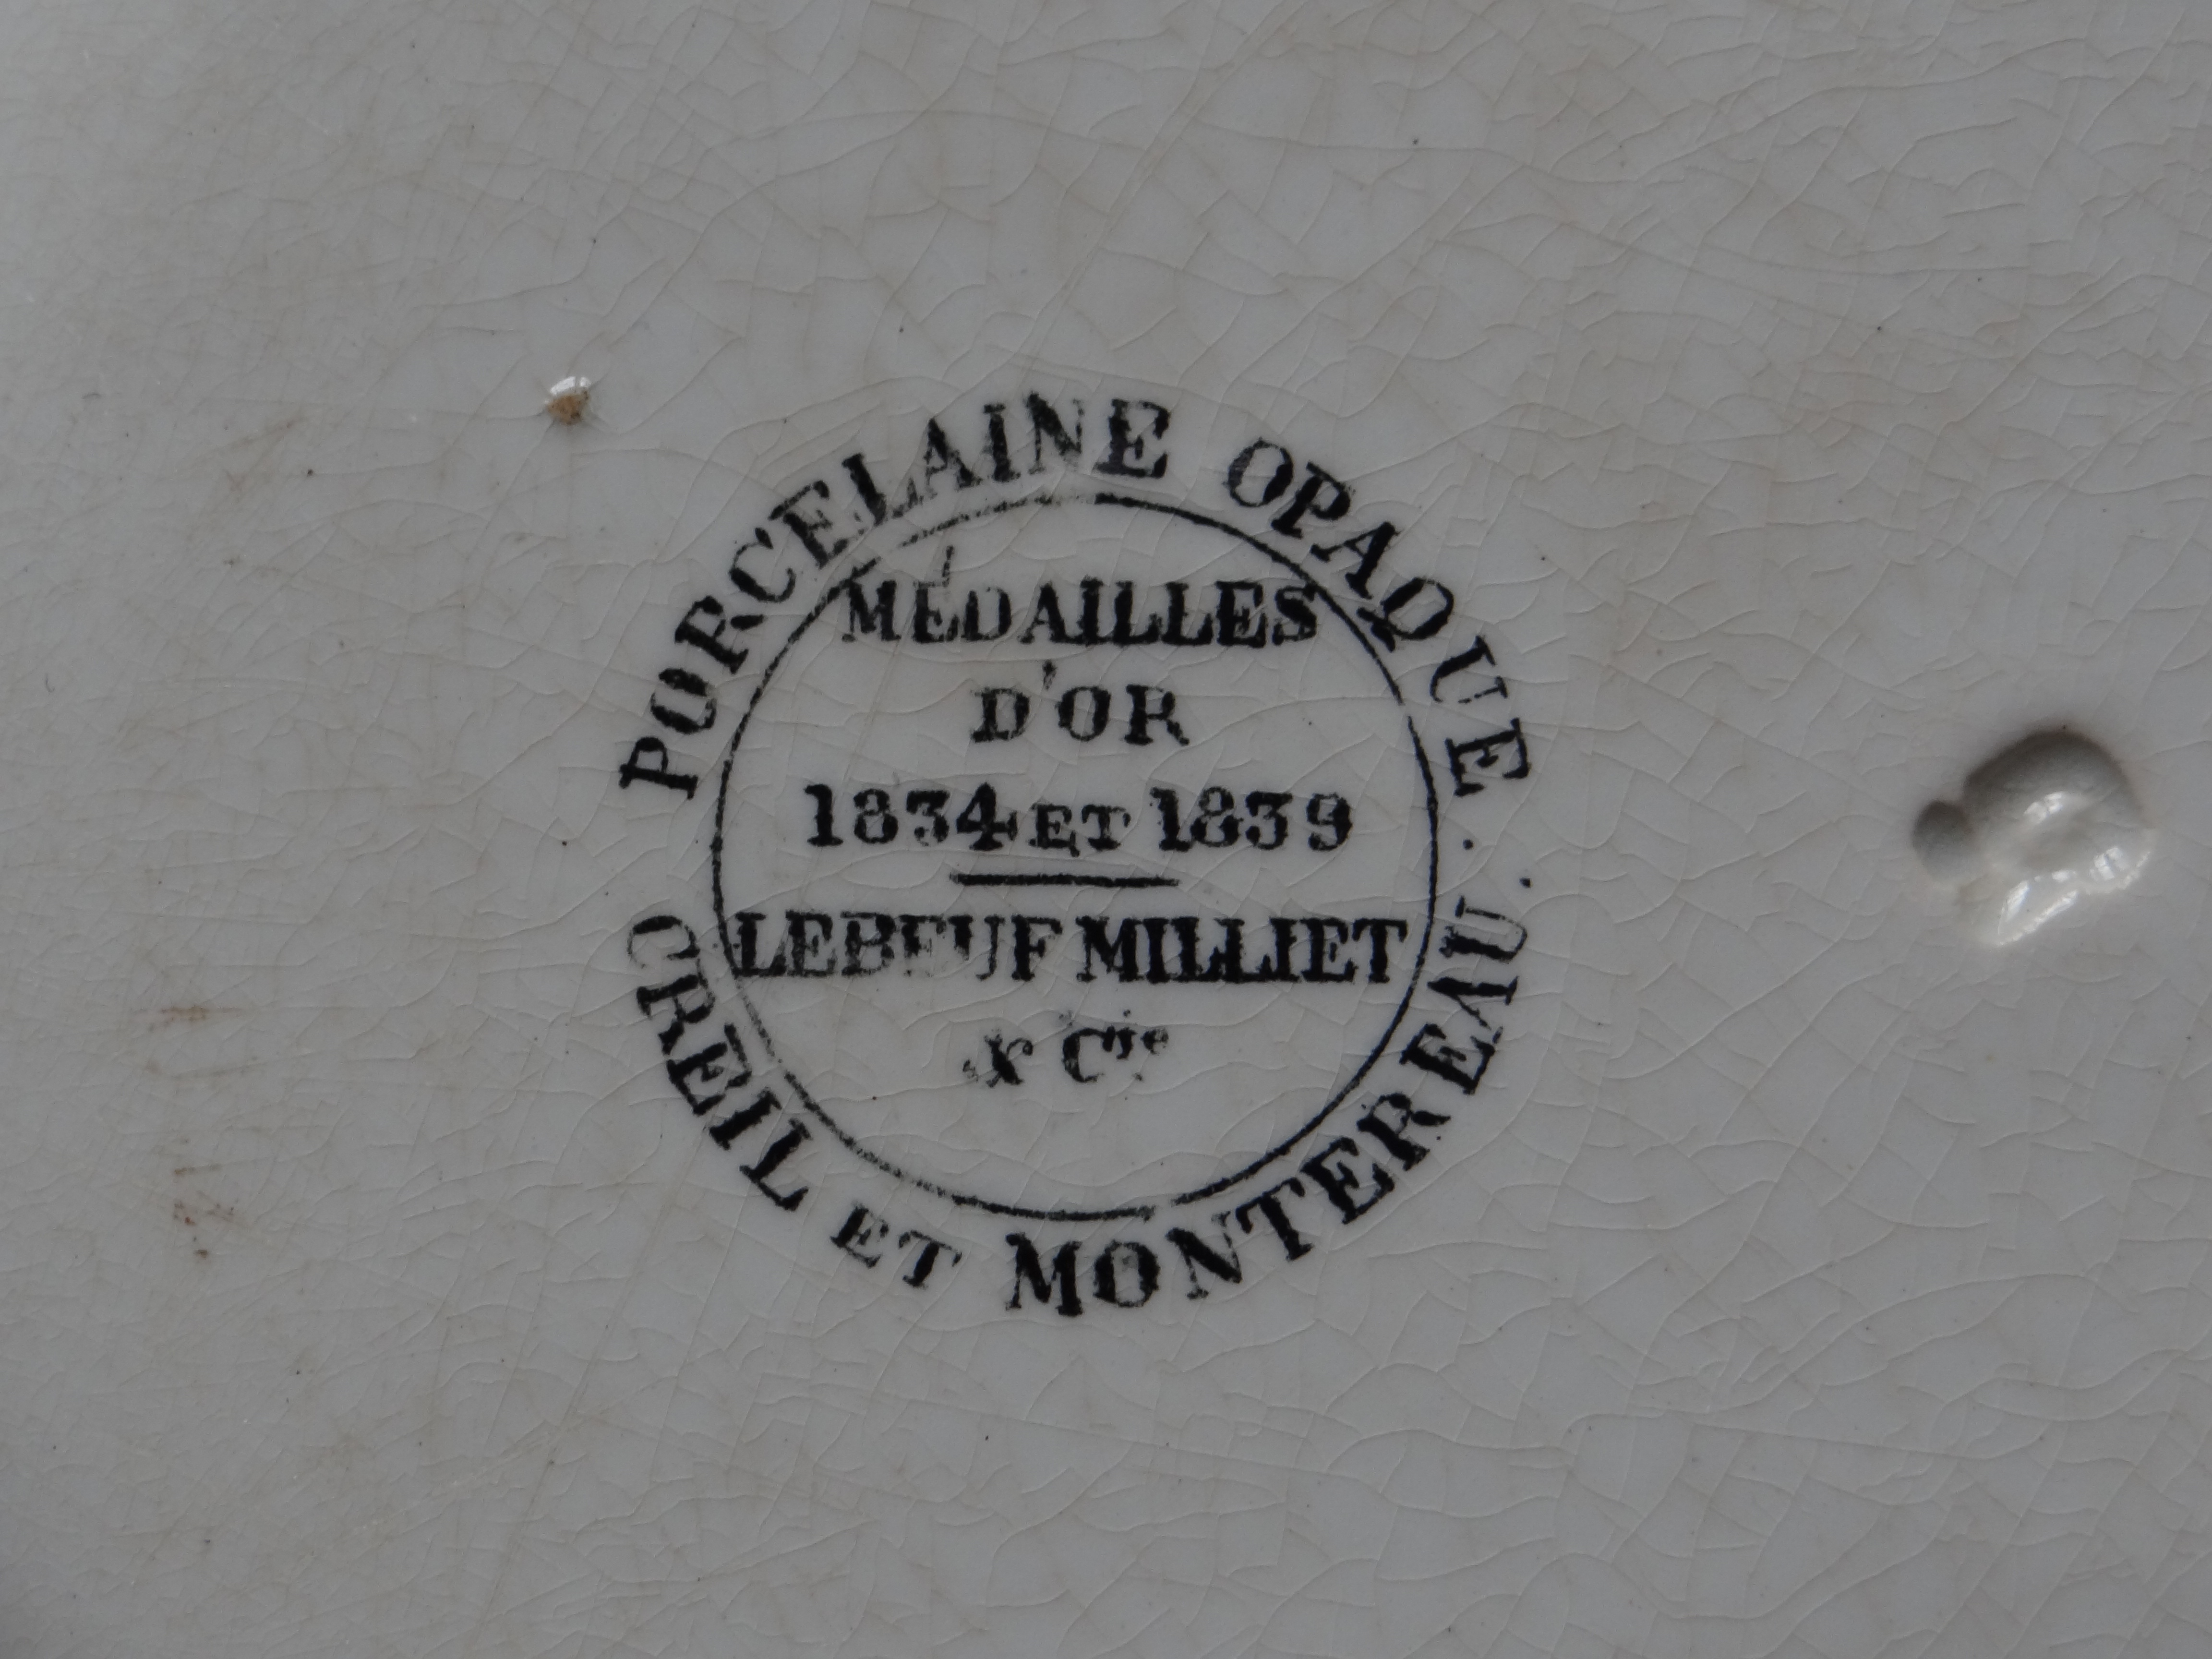 PORCELAINE OPAQUE
MÉDAILLES
D'OR
1834 ET 1839
LEBEUF MILLIET
& Cie
CREIL ET MONTEREAU